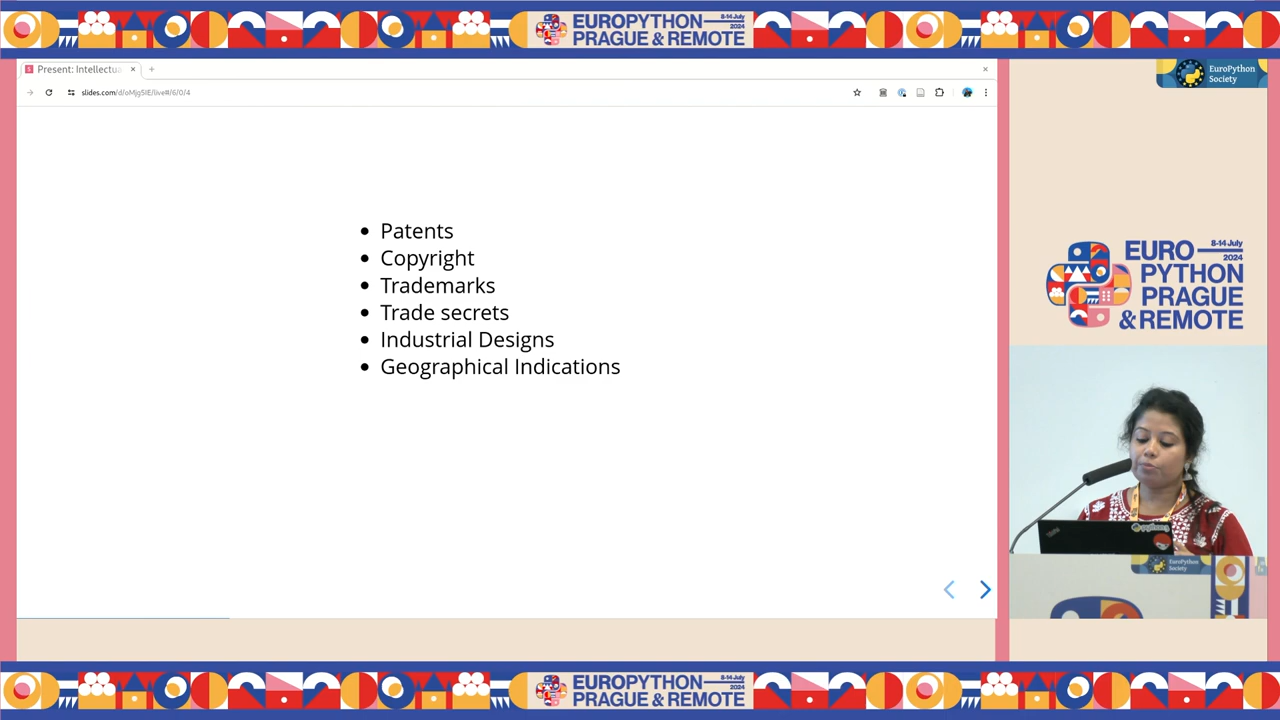 EUROPYTHON 8-14 July 2024
PRAGUE & REMOTE
Present: Intellectua
slides.com/d/oMjg5IE/live#/6/0/4
EuroPython
Society
Patents
Copyright
Trademarks
Trade secrets
Industrial Designs
Geographical Indications
EURO 8-14 July
2024
PYTHON
PRAGUE
& REMOTE
EuroPython
Society
EUROPYTHON 8-14 July 2024
PRAGUE & REMOTE